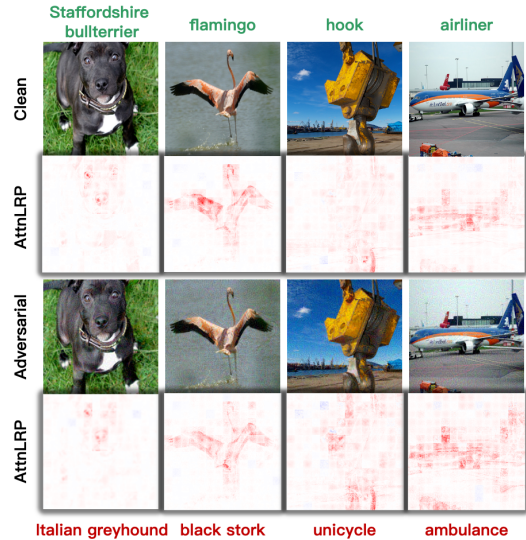 Staffordshire
bullterrier
flamingo
hook
airliner
Clean
AttnLRP
Adversarial
AttnLRP
Italian greyhound
black stork
unicycle
ambulance